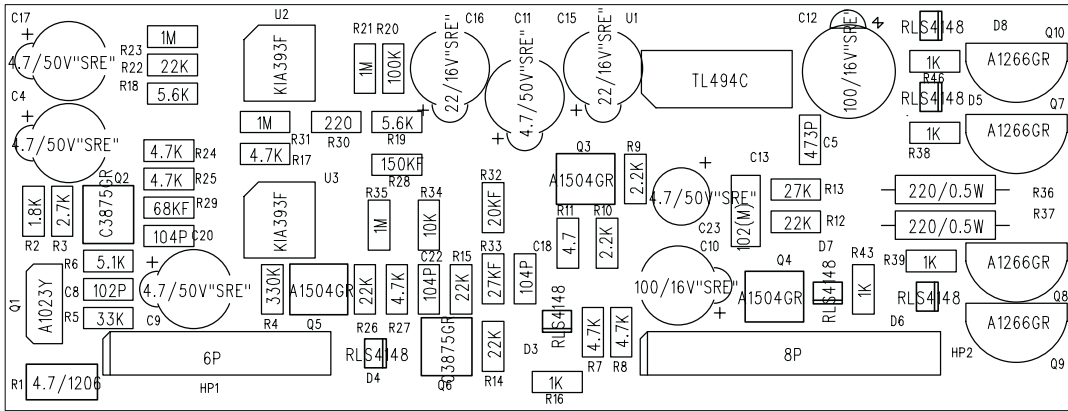 C17
U2
C16
C11
C15
U1
C12
RLS4148
D8
Q10
4.7/50V"SRE"
R23
1M
R22
22K
R18
5.6K
KIA393F
R21
R20
1M
100K
22/16V"SRE"
4.7/50V"SRE"
22/16V"SRE"
TL494C
100/16V"SRE"
1K
R46
A1266GR
C4
4.7/50V"SRE"
1M
R31
220
R30
5.6K
R19
473P
C5
RLS4148
D5
1K
R38
Q7
A1266GR
4.7K
R24
4.7K
R17
150KF
R28
Q3
A1504GR
R9
2.2K
C13
4.7K
R25
Q2
C3875GR
1.8K
R2
2.7K
R3
68KF
R29
U3
KIA393F
R35
1M
R34
10K
R32
20KF
4.7/50V"SRE"
C23
102(M)
27K
R13
220/0.5W
R36
104P
C20
R11
4.7
R10
2.2K
22K
R12
220/0.5W
R37
R6
5.1K
C8
102P
R5
33K
Q1
A1023Y
4.7/50V"SRE"
C9
330K
R4
A1504GR
Q5
22K
R26
4.7K
R27
C22
104P
R15
22K
R33
27KF
C18
104P
C10
100/16V"SRE"
Q4
A1504GR
D7
RLS4148
R43
1K
R39
1K
RLS4148
D6
A1266GR
Q8
R1
4.7/1206
6P
HP1
RLS4148
D4
C3875GR
Q6
22K
R14
D3
RLS4148
1K
R16
4.7K
R7
4.7K
R8
8P
HP2
A1266GR
Q9